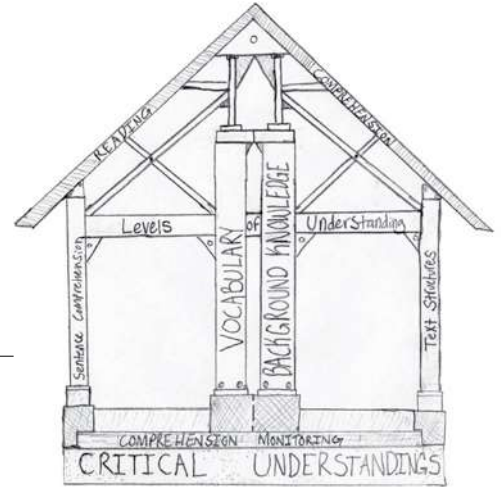 READING COMPREHENSION
Levels of Understanding
Sentence Comprehension
VOCABULARY
BACKGROUND KNOWLEDGE
Text Structures
COMPREHENSION MONITORING
CRITICAL UNDERSTANDINGS